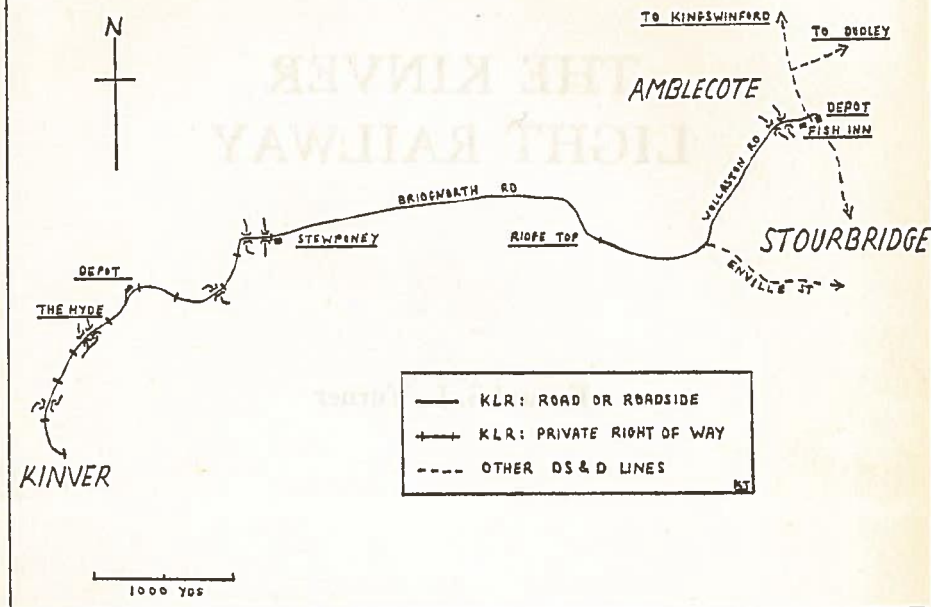 N
TO KINGSWINFORD
TO DUDLEY
AMBLECOTE
DEPOT
FISH INN
WOLLASTON RD
BRIDGNORTH RD
STEWPONEY
RIDGE TOP
STOURBRIDGE
ENVILLE ST
DEPOT
THE HYDE
KINVER
KLR: ROAD OR ROADSIDE
KLR: PRIVATE RIGHT OF WAY
OTHER DS&D LINES
KJ
1000 YDS
THE KINVER
LIGHT RAILWAY
Turner